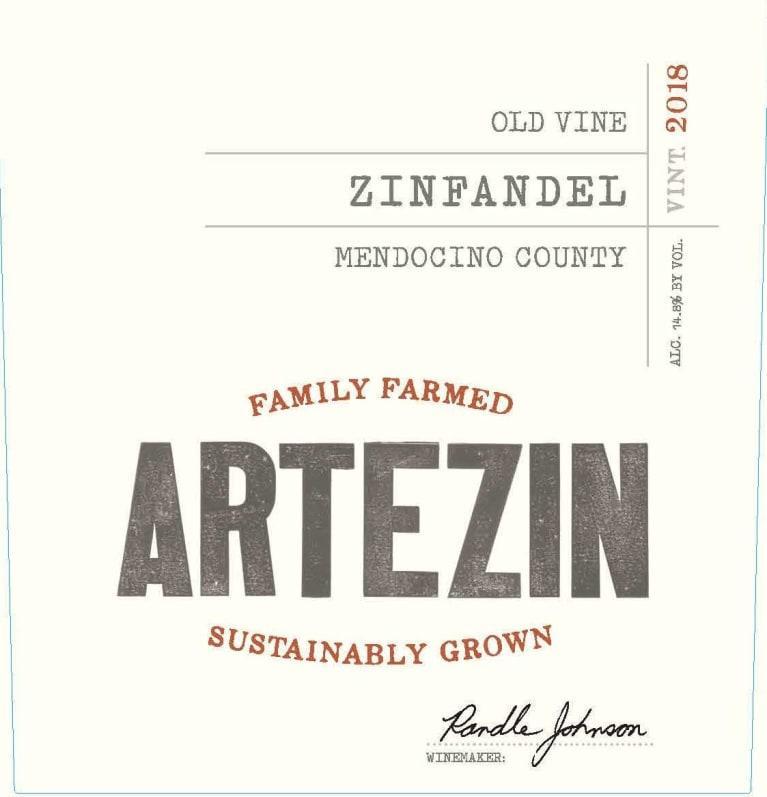 OLD VINE
ZINFANDEL
MENDOCINO COUNTY
VINT. 2018
ALC. 14.8% BY VOL.
FAMILY FARMED
ARTEZIN
SUSTAINABLY GROWN
Randle Johnson
WINEMAKER: